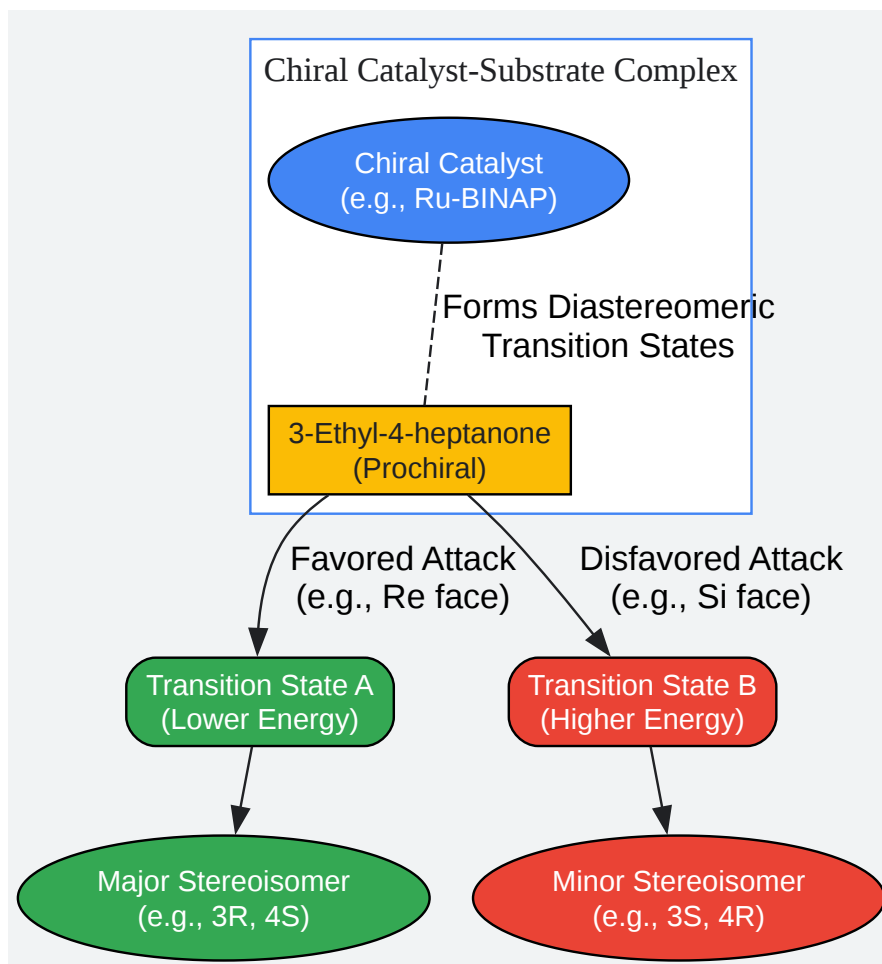 Chiral Catalyst-Substrate Complex
Chiral Catalyst
(e.g., Ru-BINAP)
Forms Diastereomeric
Transition States
3-Ethyl-4-heptanone
(Prochiral)
Favored Attack
(e.g., Re face)
Disfavored Attack
(e.g., Si face)
Transition State A
(Lower Energy)
Transition State B
(Higher Energy)
Major Stereoisomer
(e.g., 3R, 4S)
Minor Stereoisomer
(e.g., 3S, 4R)